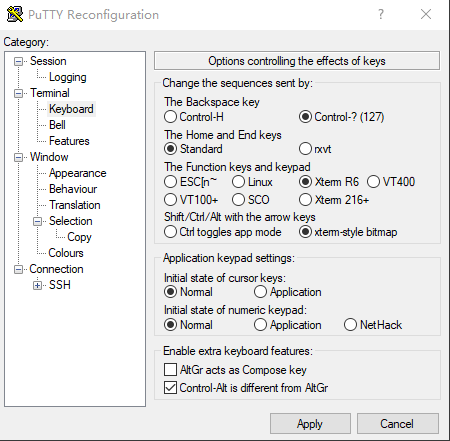 PuTTY Reconfiguration
Category:
Session
Logging
Terminal
Keyboard
Bell
Features
Window
Appearance
Behaviour
Translation
Selection
Copy
Colours
Connection
SSH
Options controlling the effects of keys
Change the sequences sent by:
The Backspace key
Control-H Control-? (127)
The Home and End keys
Standard rxvt
The Function keys and keypad
ESC[n~ Linux Xterm R6 VT400
VT100+ SCO Xterm 216+
Shift/Ctrl/Alt with the arrow keys
Ctrl toggles app mode xterm-style bitmap
Application keypad settings:
Initial state of cursor keys:
Normal Application
Initial state of numeric keypad:
Normal Application NetHack
Enable extra keyboard features:
AltGr acts as Compose key
Control-Alt is different from AltGr
Apply Cancel